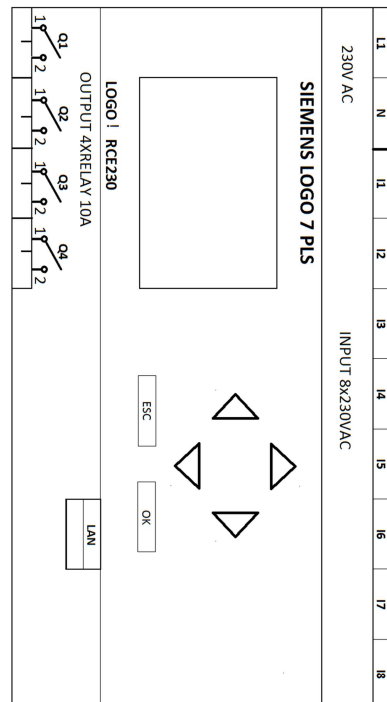 L1 N I1 I2 I3 I4 I5 I6 I7 I8
230V AC INPUT 8x230VAC
SIEMENS LOGO 7 PLS
ESC OK
LOGO ! RCE230
OUTPUT 4XRELAY 10A
LAN
Q1 Q2 Q3 Q4
1 2 1 2 1 2 1 2